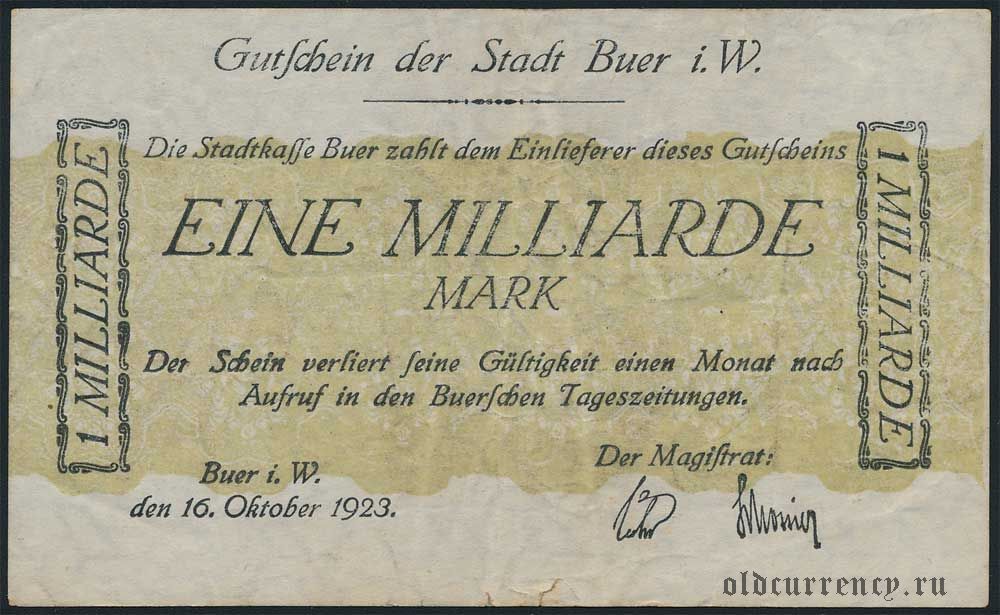 Gutſchein der Stadt Buer i. W.
Die Stadtkaſſe Buer zahlt dem Einlieferer dieses Gutſcheins
EINE MILLIARDE
MARK
Der Schein verliert ſeine Gültigkeit einen Monat nach
Aufruf in den Buerſchen Tageszeitungen.
Buer i. W.
den 16. Oktober 1923.
Der Magiſtrat:
1 MILLIARDE
1 MILLIARDE
oldcurrency.ru